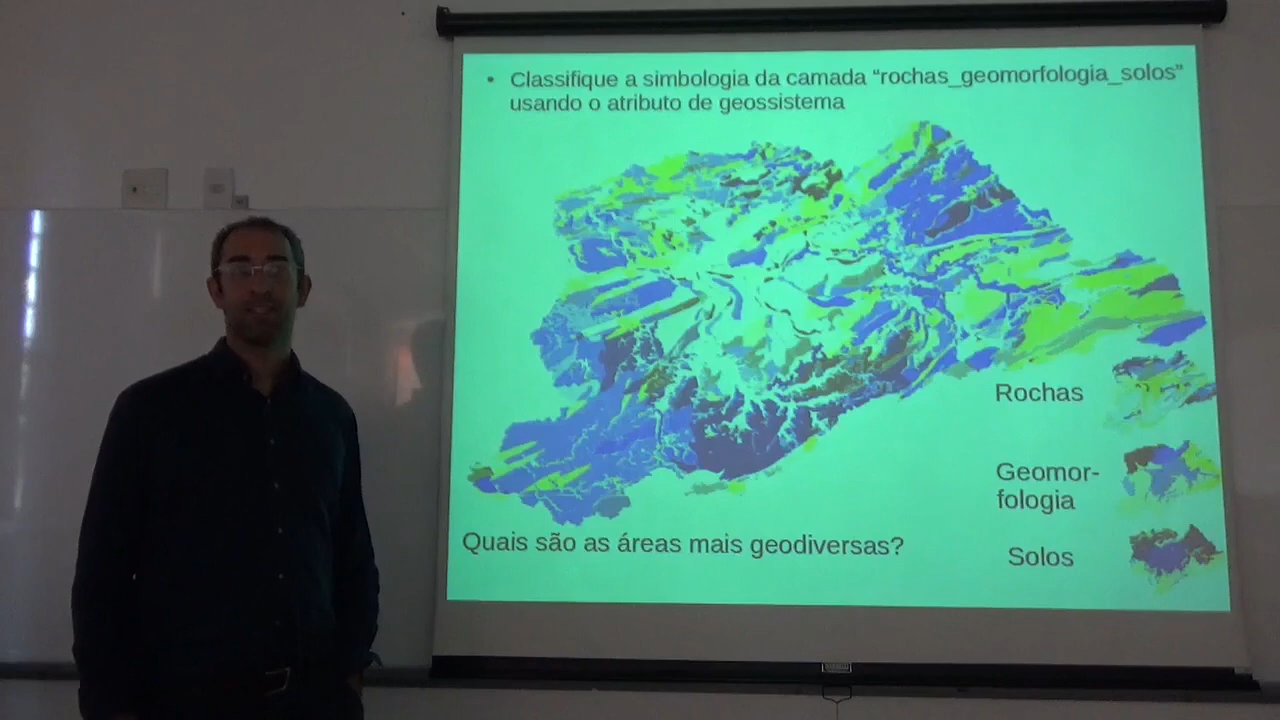 • Classifique a simbologia da camada “rochas_geomorfologia_solos”
usando o atributo de geossistema
Rochas
Geomor-
fologia
Solos
Quais são as áreas mais geodiversas?